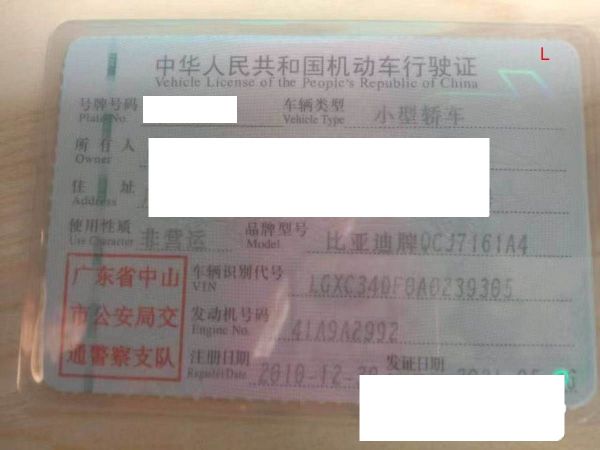 L
中华人民共和国机动车行驶证
Vehicle License of the People's Republic of China
号牌号码 车辆类型 小型轿车
Plate No. Vehicle Type
所有人
Owner
住址
Address
使用性质 非营运 品牌型号 比亚迪牌QCJ7161A4
Use Character Model
广东省中山
市公安局交
通警察支队
车辆识别代号 LGXC340F8A0239305
VIN
发动机号码 41A9A2992
Engine No.
注册日期 2010-12-30 发证日期
Register Date